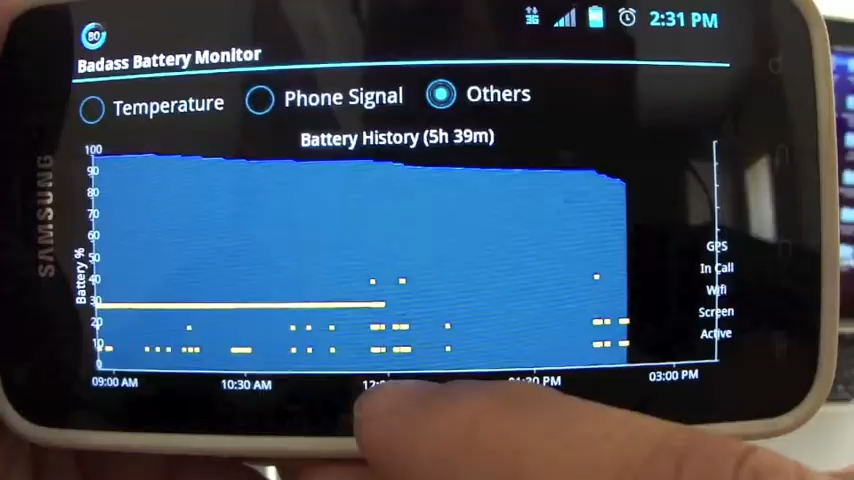 80
3G
2:31 PM
Badass Battery Monitor
Temperature
Phone Signal
Others
Battery History (5h 39m)
SAMSUNG
Battery %
100
90
80
70
60
50
40
30
20
10
0
GPS
In Call
Wifi
Screen
Active
09:00 AM
10:30 AM
03:00 PM